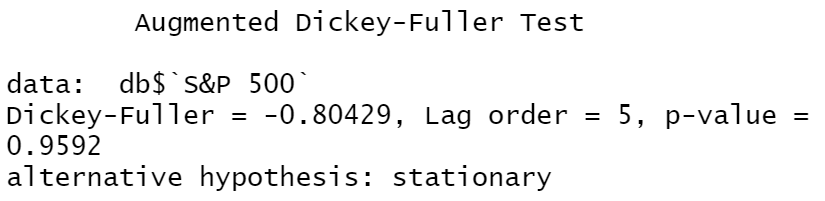 Augmented Dickey-Fuller Test
data:  db$`S&P 500`
Dickey-Fuller = -0.80429, Lag order = 5, p-value =
0.9592
alternative hypothesis: stationary